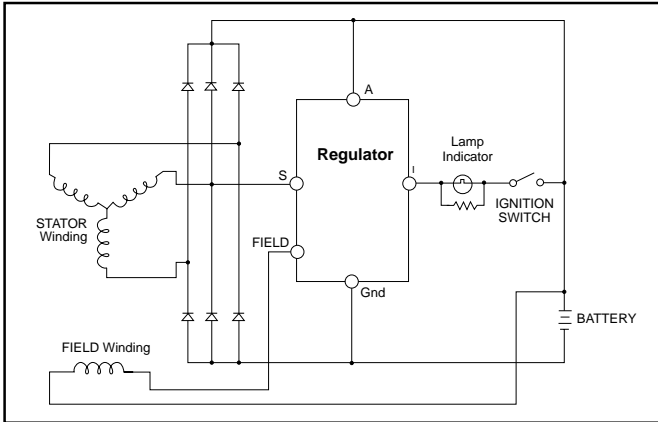 A
Regulator
Lamp
Indicator
S
I
IGNITION
SWITCH
STATOR
Winding
FIELD
Gnd
BATTERY
FIELD Winding